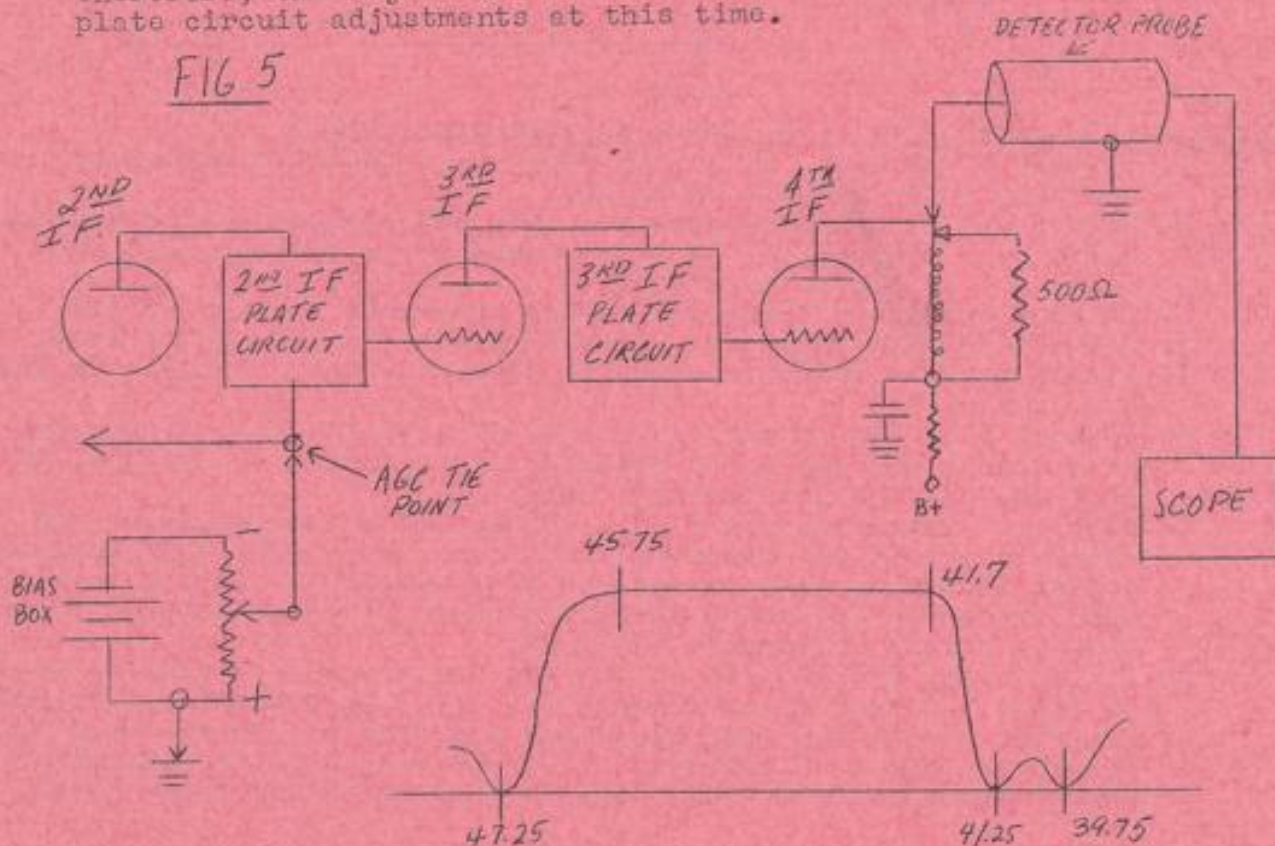 plate circuit adjustments at this time.
FIG 5
DETECTOR PROBE
2ND
IF
3RD
IF
4TH
IF
2ND IF
PLATE
CIRCUIT
3RD IF
PLATE
CIRCUIT
500Ω
AGC TIE
POINT
B+
SCOPE
BIAS
BOX
-
+
45.75
41.7
47.25
41.25
39.75